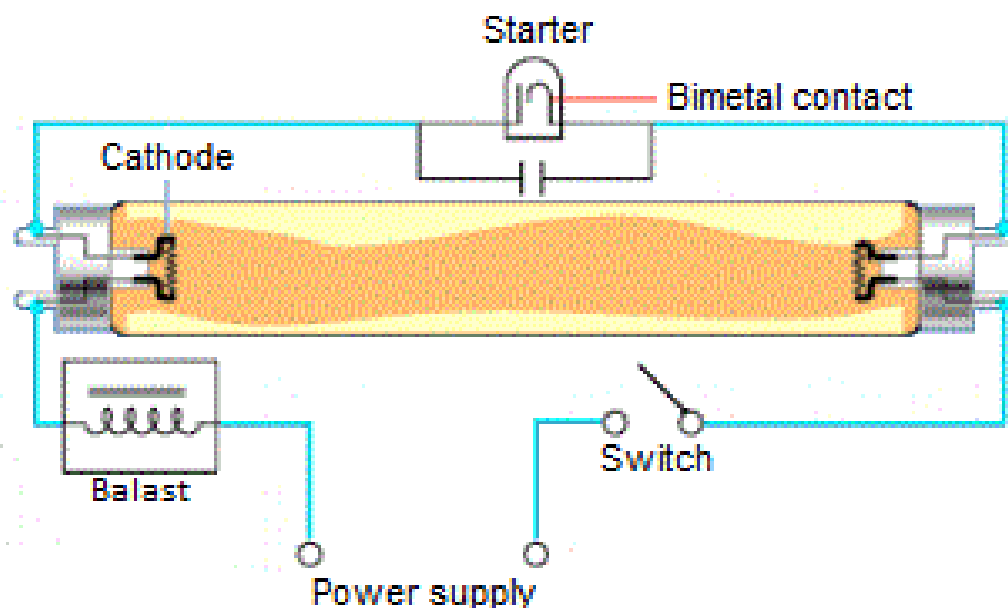 Starter
Bimetal contact
Cathode
Switch
Balast
Power supply